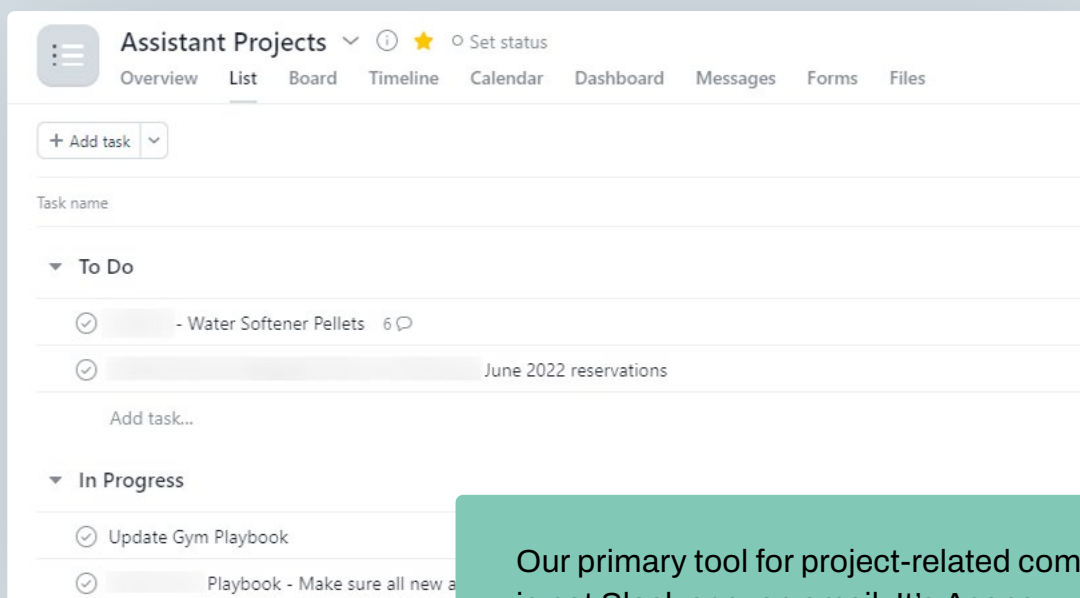 Assistant Projects Set status
Overview List Board Timeline Calendar Dashboard Messages Forms Files
+ Add task
Task name
To Do
- Water Softener Pellets 6
June 2022 reservations
Add task...
In Progress
Update Gym Playbook
Playbook - Make sure all new a
Our primary tool for project-related com